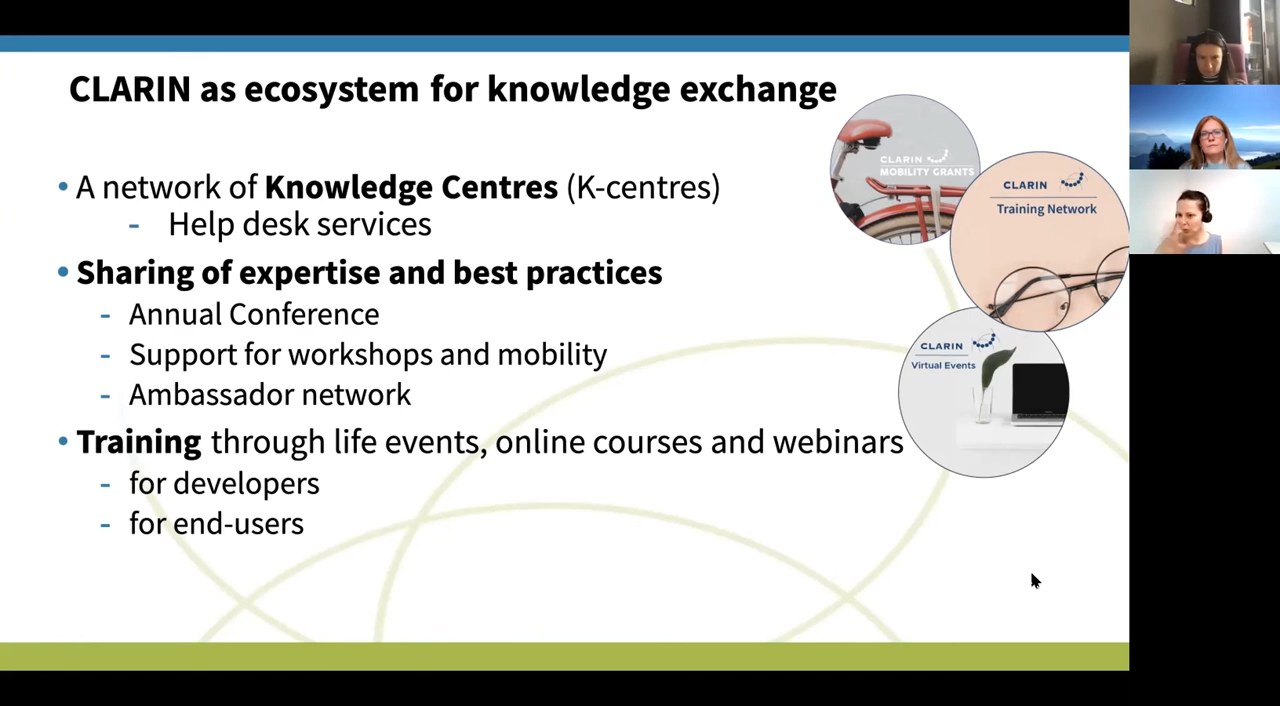 CLARIN as ecosystem for knowledge exchange
• A network of Knowledge Centres (K-centres)
- Help desk services
• Sharing of expertise and best practices
- Annual Conference
- Support for workshops and mobility
- Ambassador network
• Training through life events, online courses and webinars
- for developers
- for end-users
CLARIN
MOBILITY GRANTS
CLARIN
Training Network
CLARIN
Virtual Events